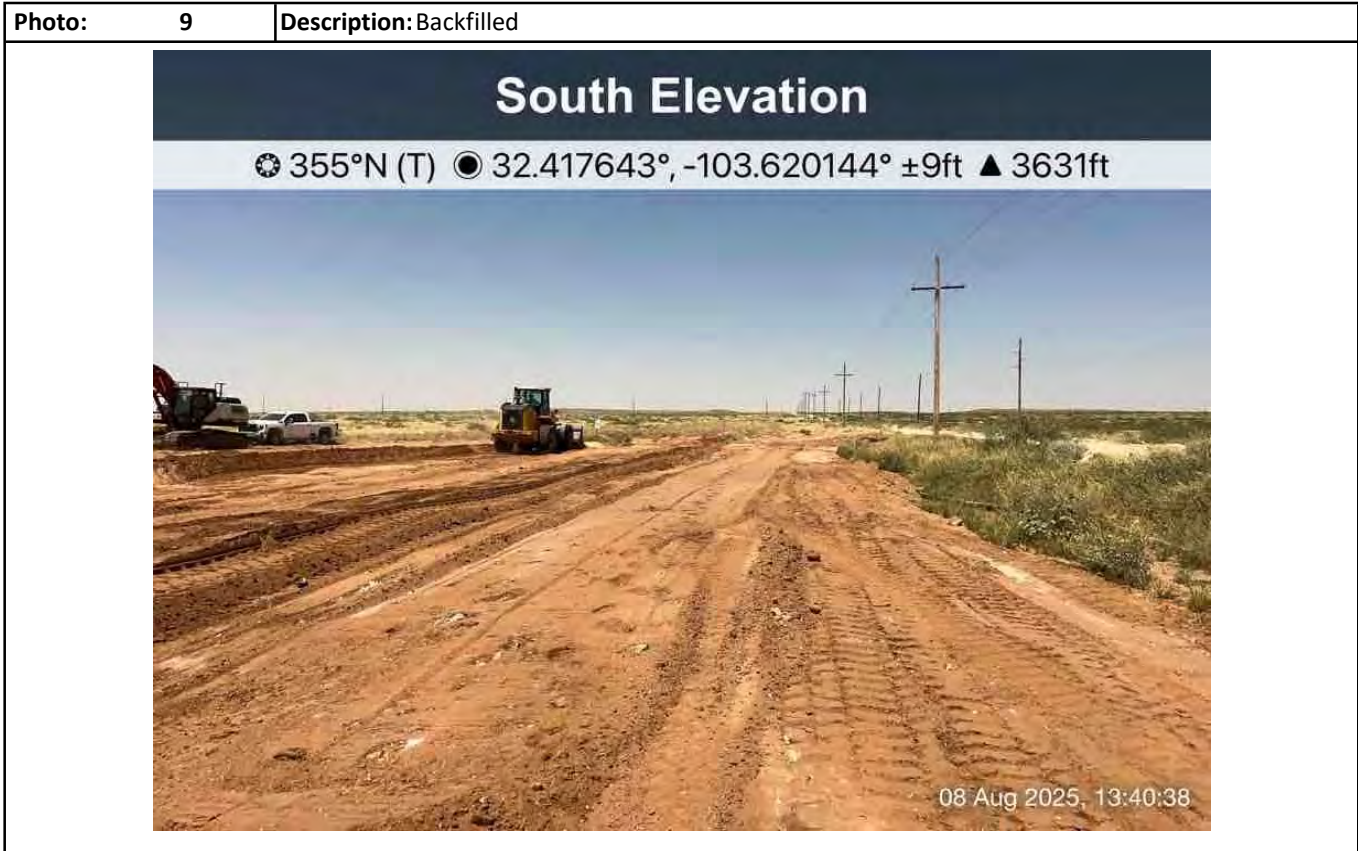 Photo: 9 Description: Backfilled
South Elevation
355°N (T) 32.417643°, -103.620144° ±9ft ▲ 3631ft
08 Aug 2025, 13:40:38